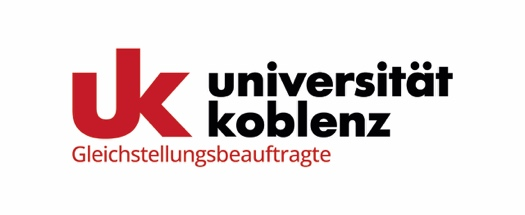 uk universität
koblenz
Gleichstellungsbeauftragte